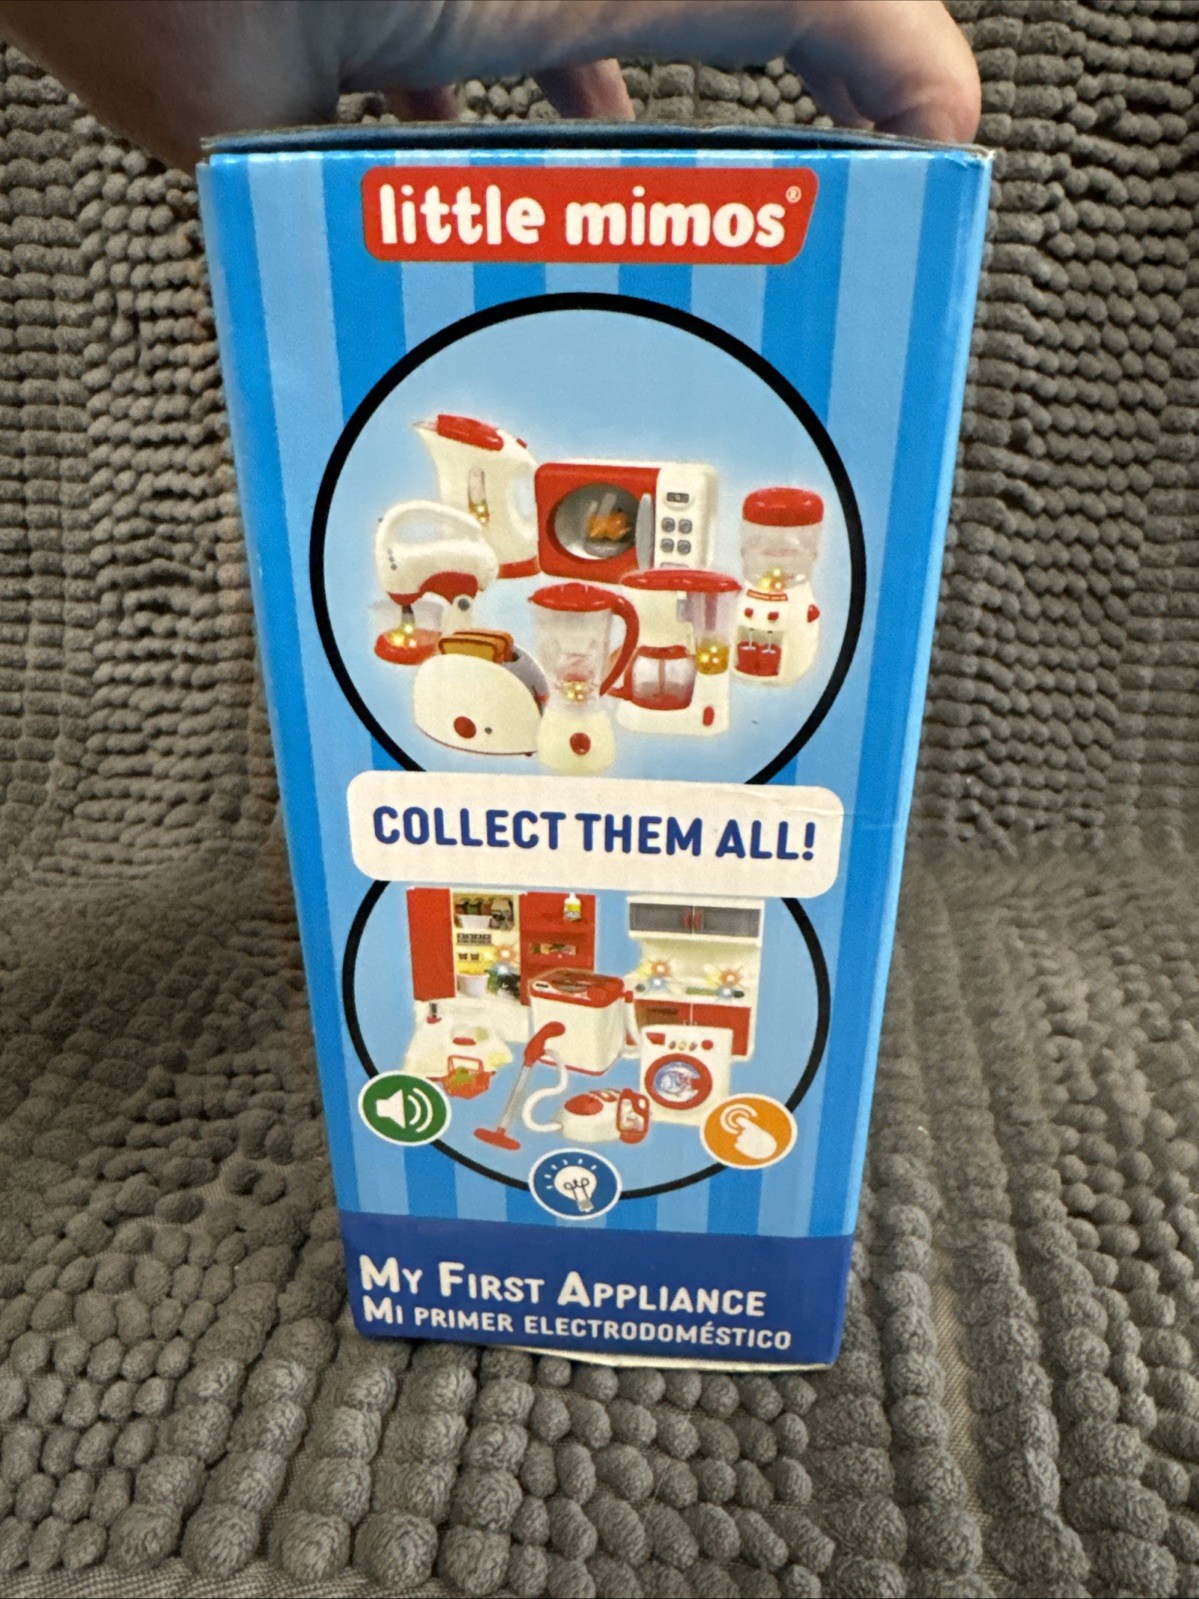 little mimos®
COLLECT THEM ALL!
MY FIRST APPLIANCE
MI PRIMER ELECTRODOMÉSTICO